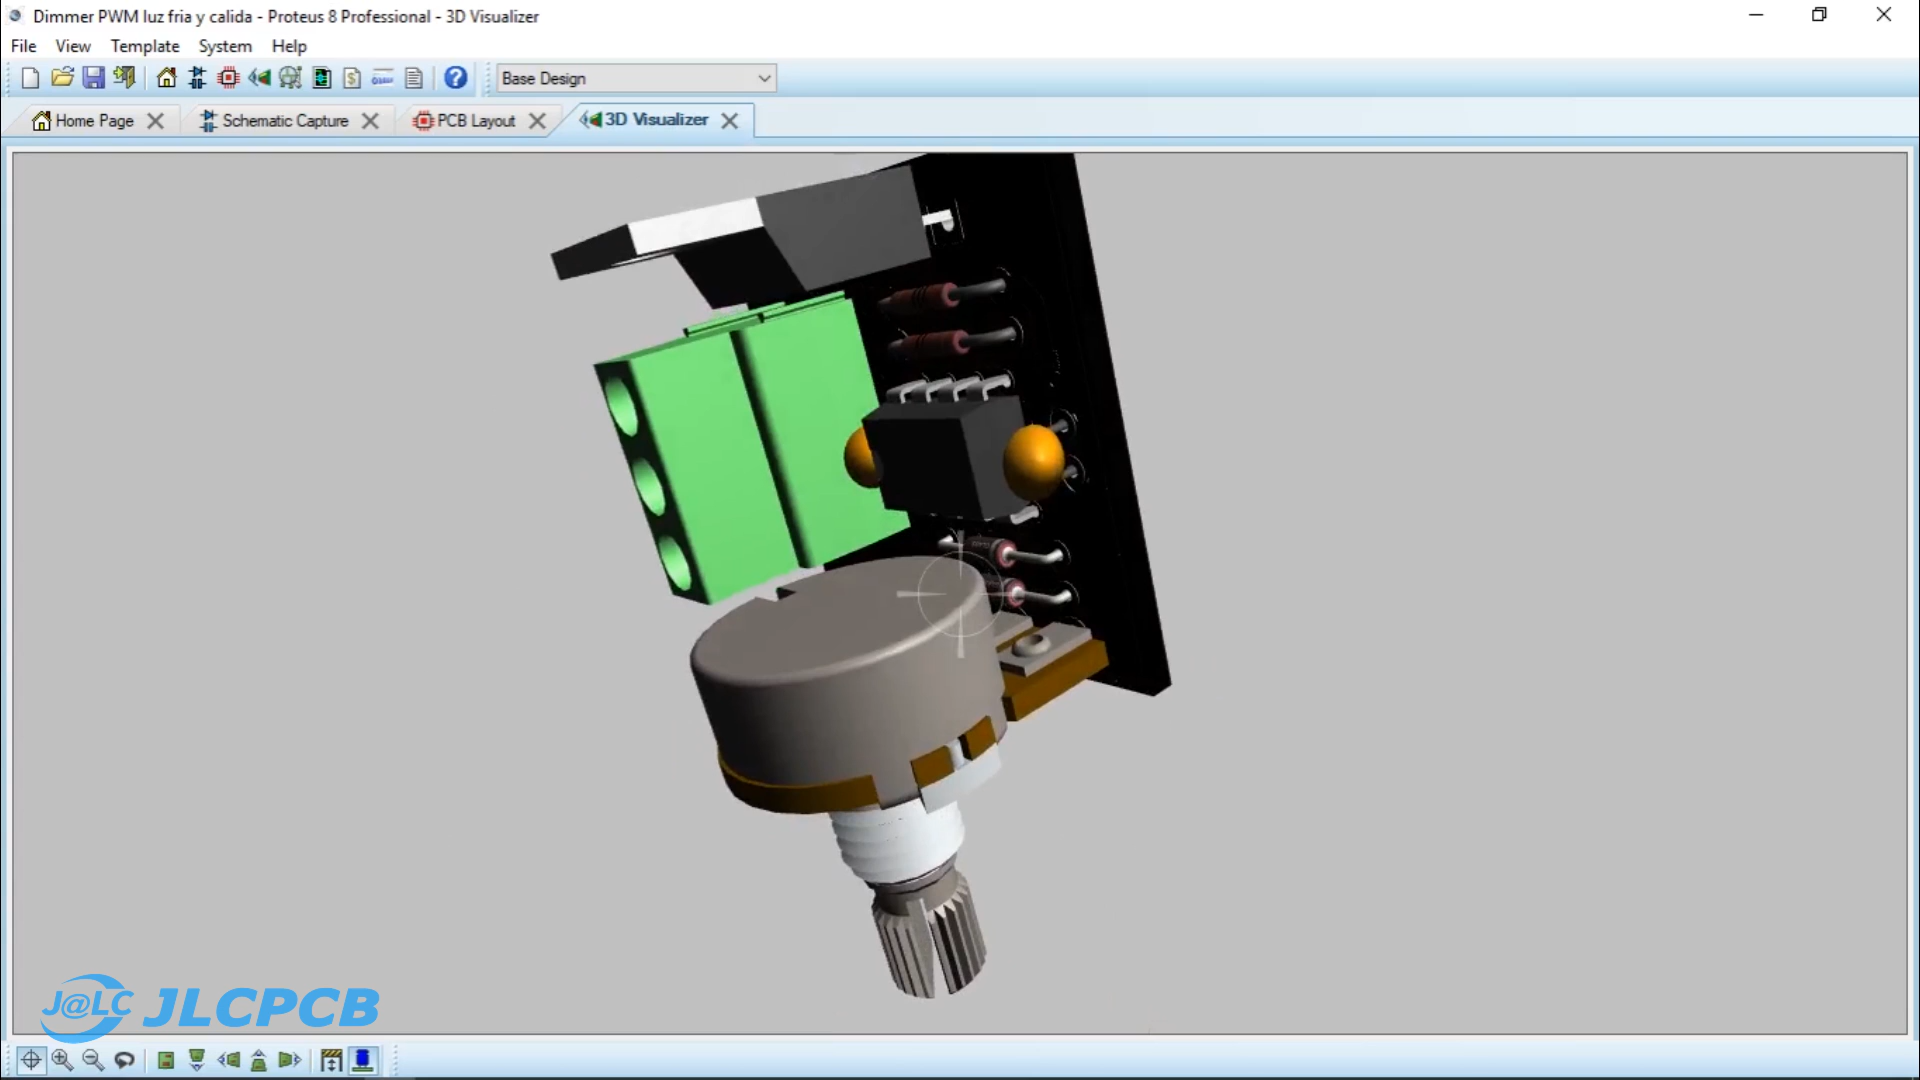 Dimmer PWM luz fria y calida - Proteus 8 Professional - 3D Visualizer
File View Template System Help
Base Design
Home Page
Schematic Capture
PCB Layout
3D Visualizer
J@LC JLCPCB